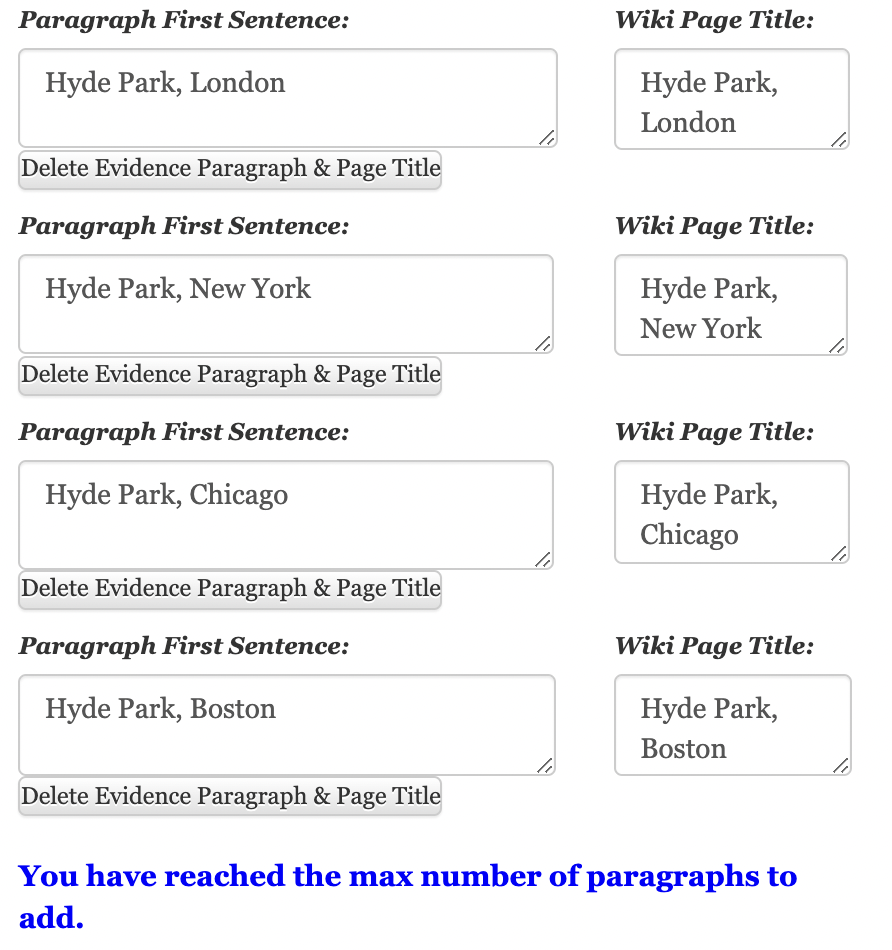 Paragraph First Sentence: Wiki Page Title:
Hyde Park, London
Hyde Park,
London
Delete Evidence Paragraph & Page Title
Paragraph First Sentence: Wiki Page Title:
Hyde Park, New York
Hyde Park,
New York
Delete Evidence Paragraph & Page Title
Paragraph First Sentence: Wiki Page Title:
Hyde Park, Chicago
Hyde Park,
Chicago
Delete Evidence Paragraph & Page Title
Paragraph First Sentence: Wiki Page Title:
Hyde Park, Boston
Hyde Park,
Boston
Delete Evidence Paragraph & Page Title
You have reached the max number of paragraphs to
add.